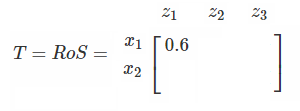 z₁ z₂ z₃
T = RoS = x₁ [ 0.6 ]
x₂